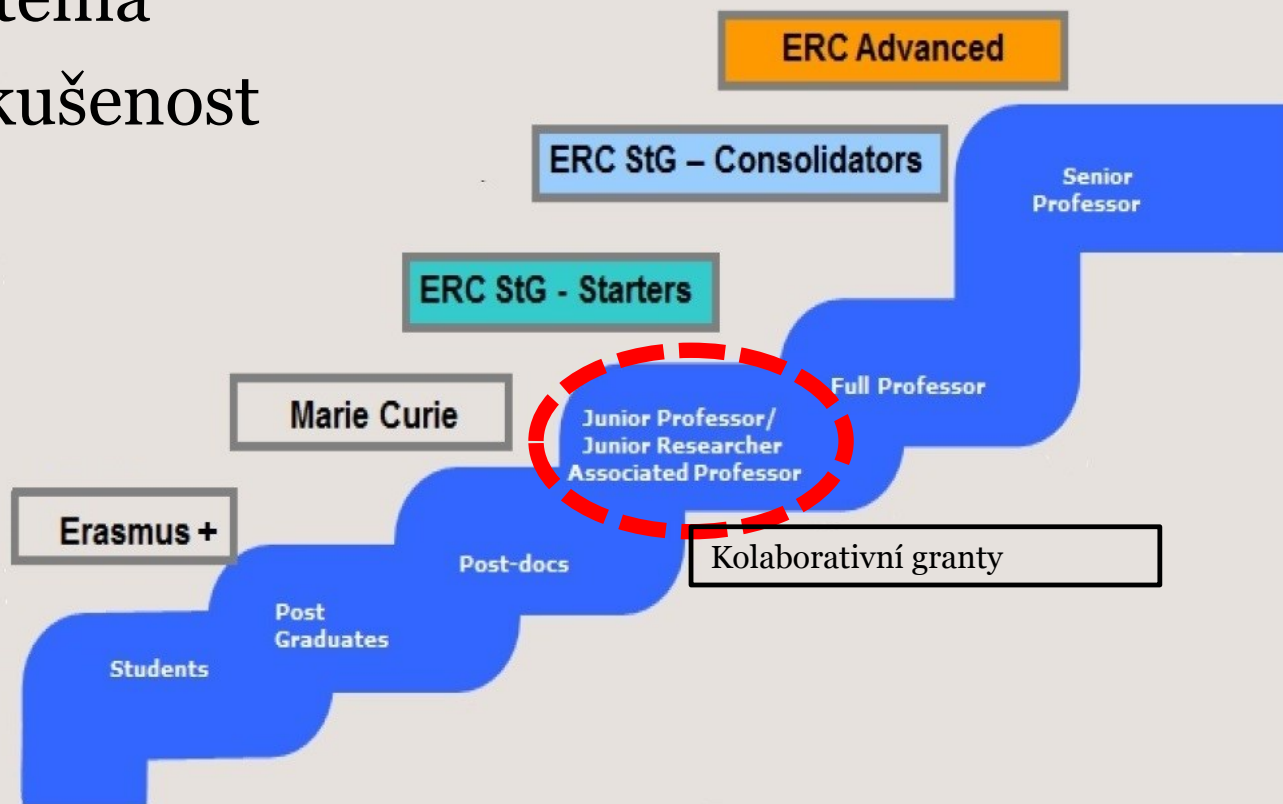 kušenost
ERC Advanced
ERC StG – Consolidators
Senior
Professor
ERC StG - Starters
Full Professor
Marie Curie
Junior Professor/
Junior Researcher
Associated Professor
Erasmus +
Kolaborativní granty
Post-docs
Post
Graduates
Students